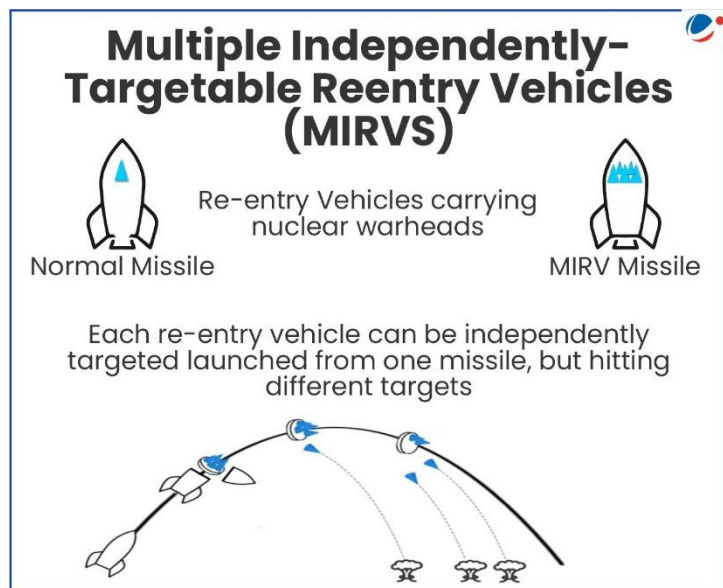 Multiple Independently-
Targetable Reentry Vehicles
(MIRVS)
Re-entry Vehicles carrying
nuclear warheads
Normal Missile
MIRV Missile
Each re-entry vehicle can be independently
targeted launched from one missile, but hitting
different targets